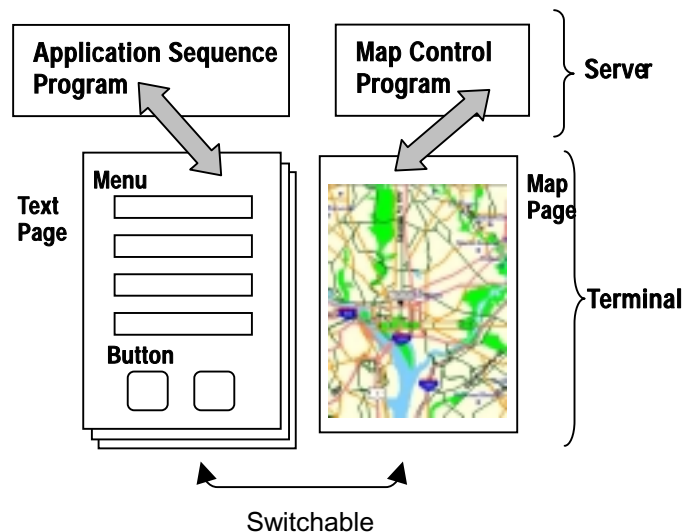 Application Sequence
Program
Map Control
Program
Server
Text
Page
Menu
Button
Map
Page
Terminal
Switchable